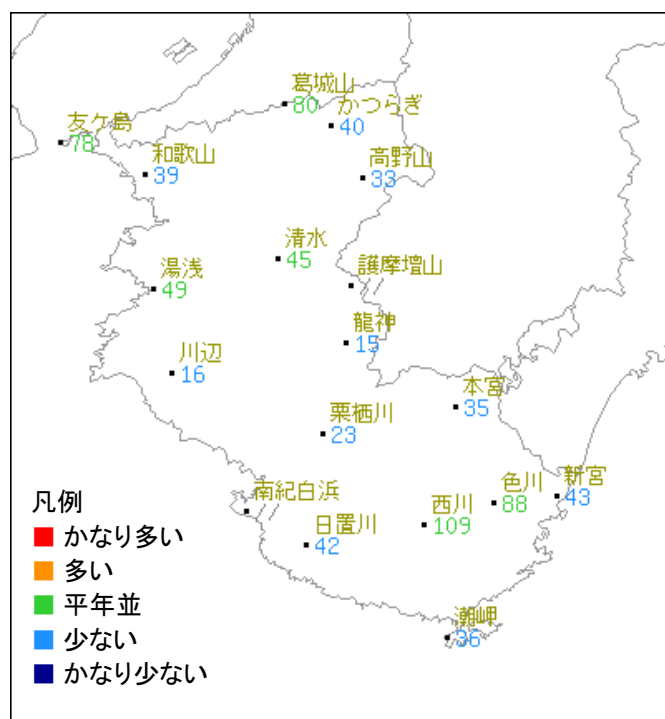 葛城山
80
かつらぎ
40
友ケ島
78
和歌山
39
高野山
33
清水
45
護摩壇山
//
湯浅
49
龍神
15
川辺
16
本宮
35
栗栖川
23
南紀白浜
//
日置川
42
西川
109
色川
88
新宮
43
潮岬
36
凡例
かなり多い
多い
平年並
少ない
かなり少ない